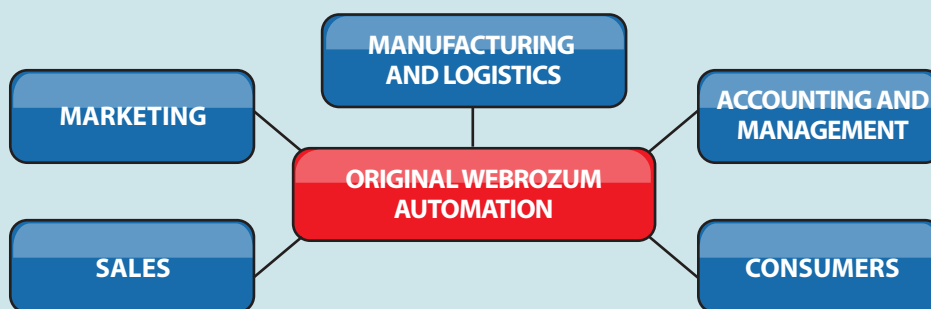 MANUFACTURING
AND LOGISTICS
MARKETING
ACCOUNTING AND
MANAGEMENT
ORIGINAL WEBROZUM
AUTOMATION
SALES
CONSUMERS